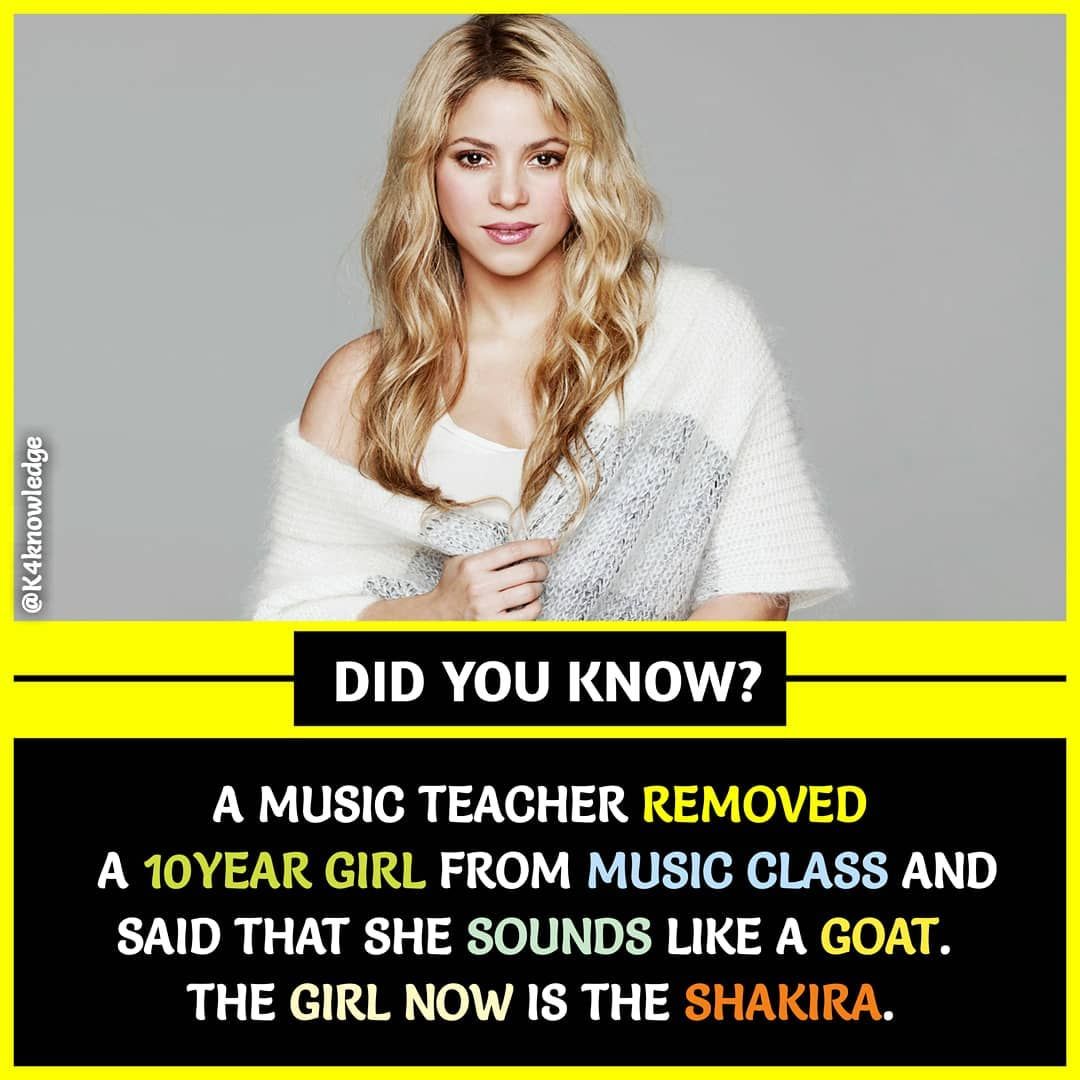 @K4knowledge
DID YOU KNOW?
A MUSIC TEACHER REMOVED
A 10YEAR GIRL FROM MUSIC CLASS AND
SAID THAT SHE SOUNDS LIKE A GOAT.
THE GIRL NOW IS THE SHAKIRA.